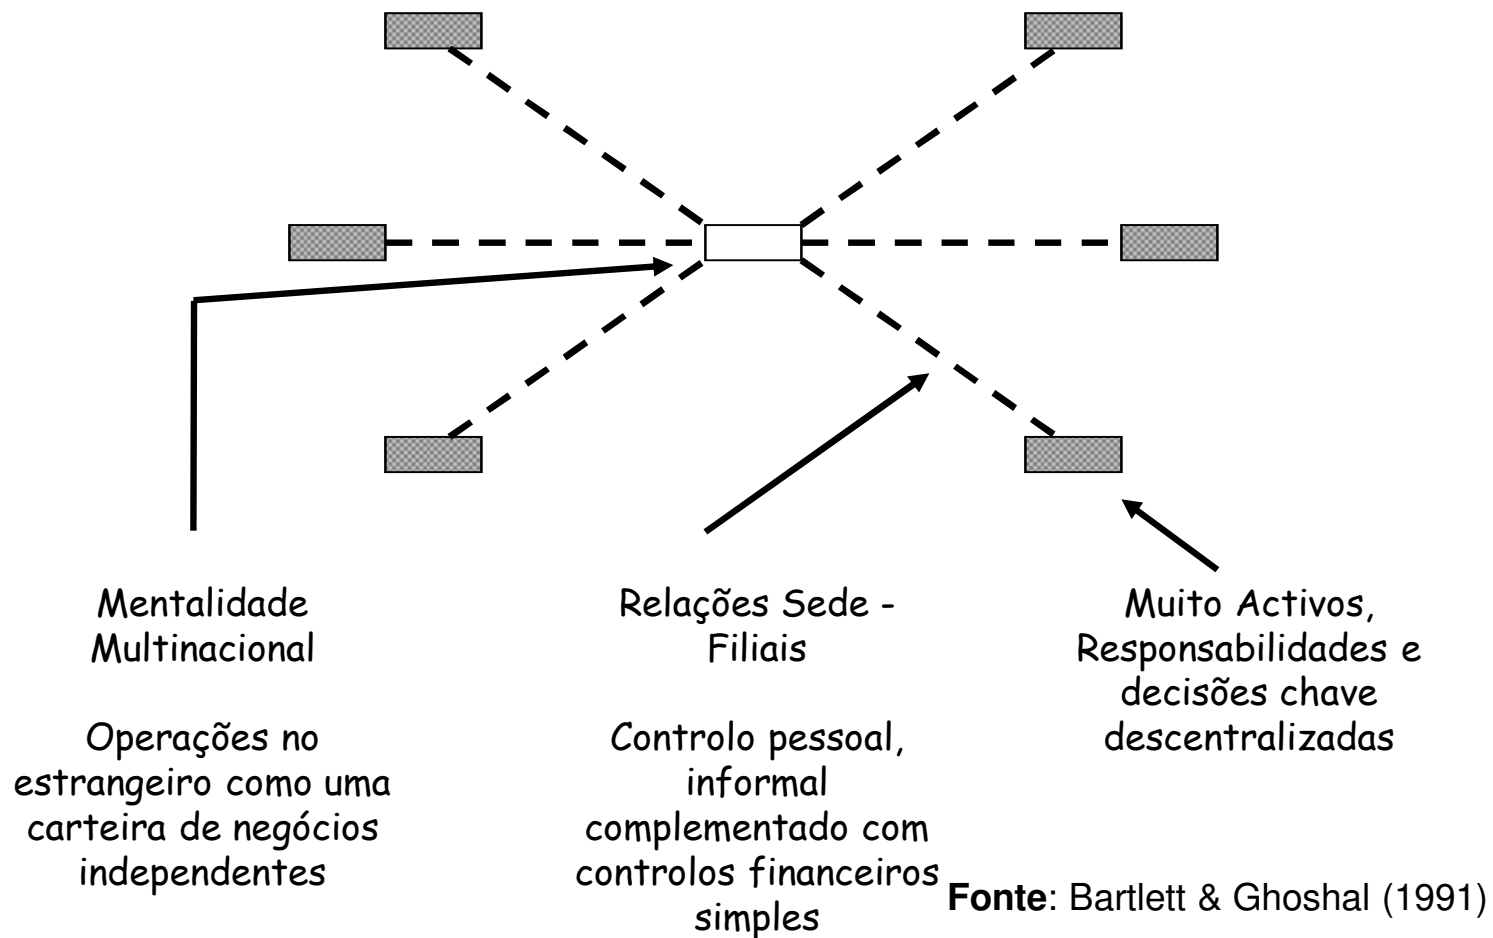 Mentalidade
Multinacional
Operações no
estrangeiro como uma
carteira de negócios
independentes
Relações Sede -
Filiais
Controlo pessoal,
informal
complementado com
controlos financeiros
simples
Muito Activos,
Responsabilidades e
decisões chave
descentralizadas
Fonte: Bartlett & Ghoshal (1991)